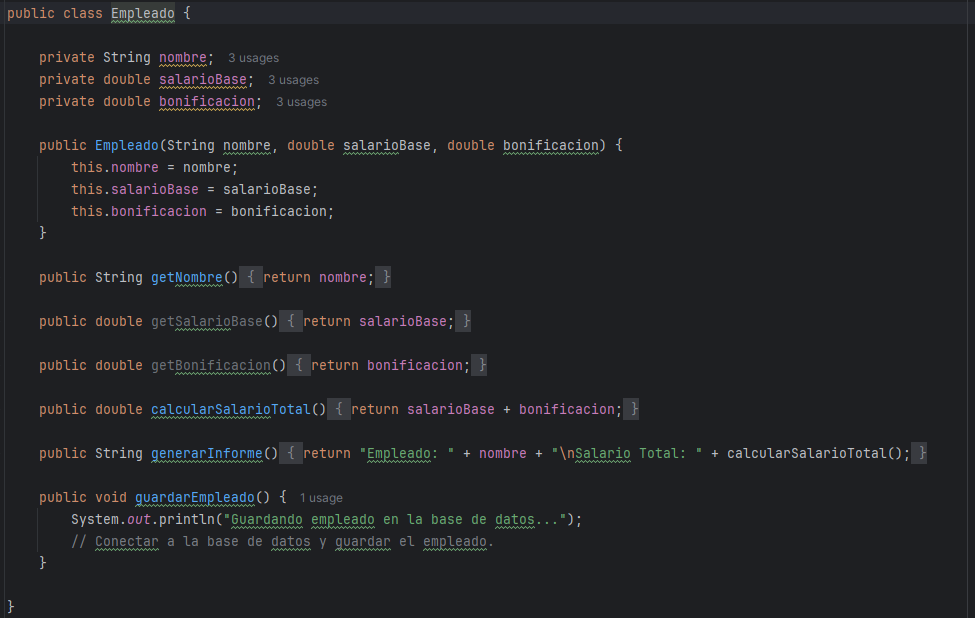 public class Empleado {
private String nombre; 3 usages
private double salarioBase; 3 usages
private double bonificacion; 3 usages
public Empleado(String nombre, double salarioBase, double bonificacion) {
this.nombre = nombre;
this.salarioBase = salarioBase;
this.bonificacion = bonificacion;
}
public String getNombre() { return nombre; }
public double getSalarioBase() { return salarioBase; }
public double getBonificacion() { return bonificacion; }
public double calcularSalarioTotal() { return salarioBase + bonificacion; }
public String generarInforme() { return "Empleado: " + nombre + "\nSalario Total: " + calcularSalarioTotal(); }
public void guardarEmpleado() { 1 usage
System.out.println("Guardando empleado en la base de datos...");
// Conectar a la base de datos y guardar el empleado.
}
}